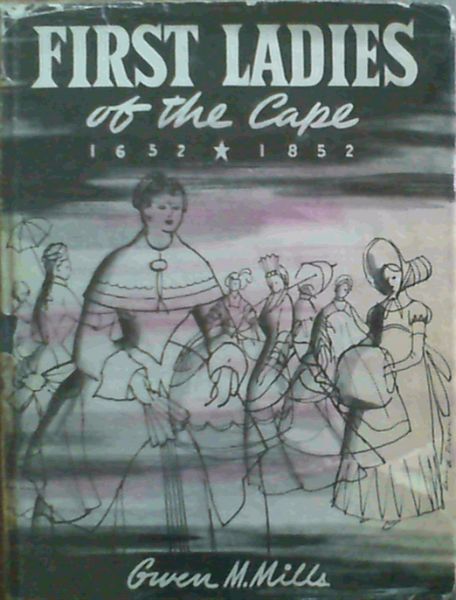 FIRST LADIES
of the Cape
1652 ★ 1852
Gwen M. Mills